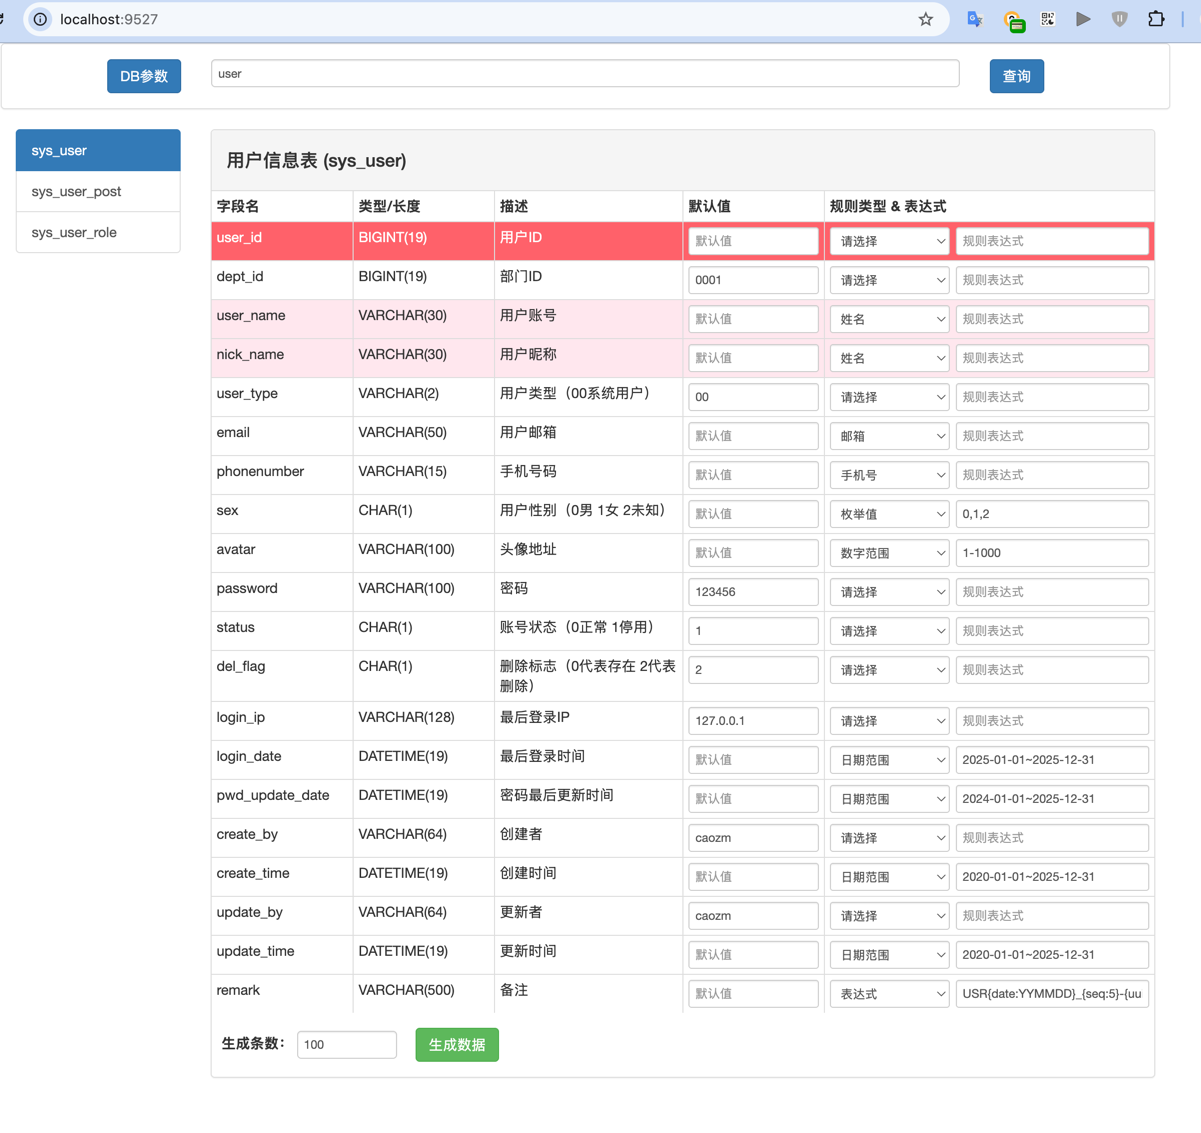 localhost:9527
DB参数 user 查询
sys_user
sys_user_post
sys_user_role
用户信息表 (sys_user)
字段名 类型/长度 描述 默认值 规则类型 & 表达式
user_id BIGINT(19) 用户ID 默认值 请选择 规则表达式
dept_id BIGINT(19) 部门ID 0001 请选择 规则表达式
user_name VARCHAR(30) 用户账号 默认值 姓名 规则表达式
nick_name VARCHAR(30) 用户昵称 默认值 姓名 规则表达式
user_type VARCHAR(2) 用户类型（00系统用户） 00 请选择 规则表达式
email VARCHAR(50) 用户邮箱 默认值 邮箱 规则表达式
phonenumber VARCHAR(15) 手机号码 默认值 手机号 规则表达式
sex CHAR(1) 用户性别（0男 1女 2未知） 默认值 枚举值 0,1,2
avatar VARCHAR(100) 头像地址 默认值 数字范围 1-1000
password VARCHAR(100) 密码 123456 请选择 规则表达式
status CHAR(1) 账号状态（0正常 1停用） 1 请选择 规则表达式
del_flag CHAR(1) 删除标志（0代表存在 2代表 2 请选择 规则表达式
删除）
login_ip VARCHAR(128) 最后登录IP 127.0.0.1 请选择 规则表达式
login_date DATETIME(19) 最后登录时间 默认值 日期范围 2025-01-01~2025-12-31
pwd_update_date DATETIME(19) 密码最后更新时间 默认值 日期范围 2024-01-01~2025-12-31
create_by VARCHAR(64) 创建者 caozm 请选择 规则表达式
create_time DATETIME(19) 创建时间 默认值 日期范围 2020-01-01~2025-12-31
update_by VARCHAR(64) 更新者 caozm 请选择 规则表达式
update_time DATETIME(19) 更新时间 默认值 日期范围 2020-01-01~2025-12-31
remark VARCHAR(500) 备注 默认值 表达式 USR{date:YYMMDD}_{seq:5}-{uu
生成条数： 100 生成数据